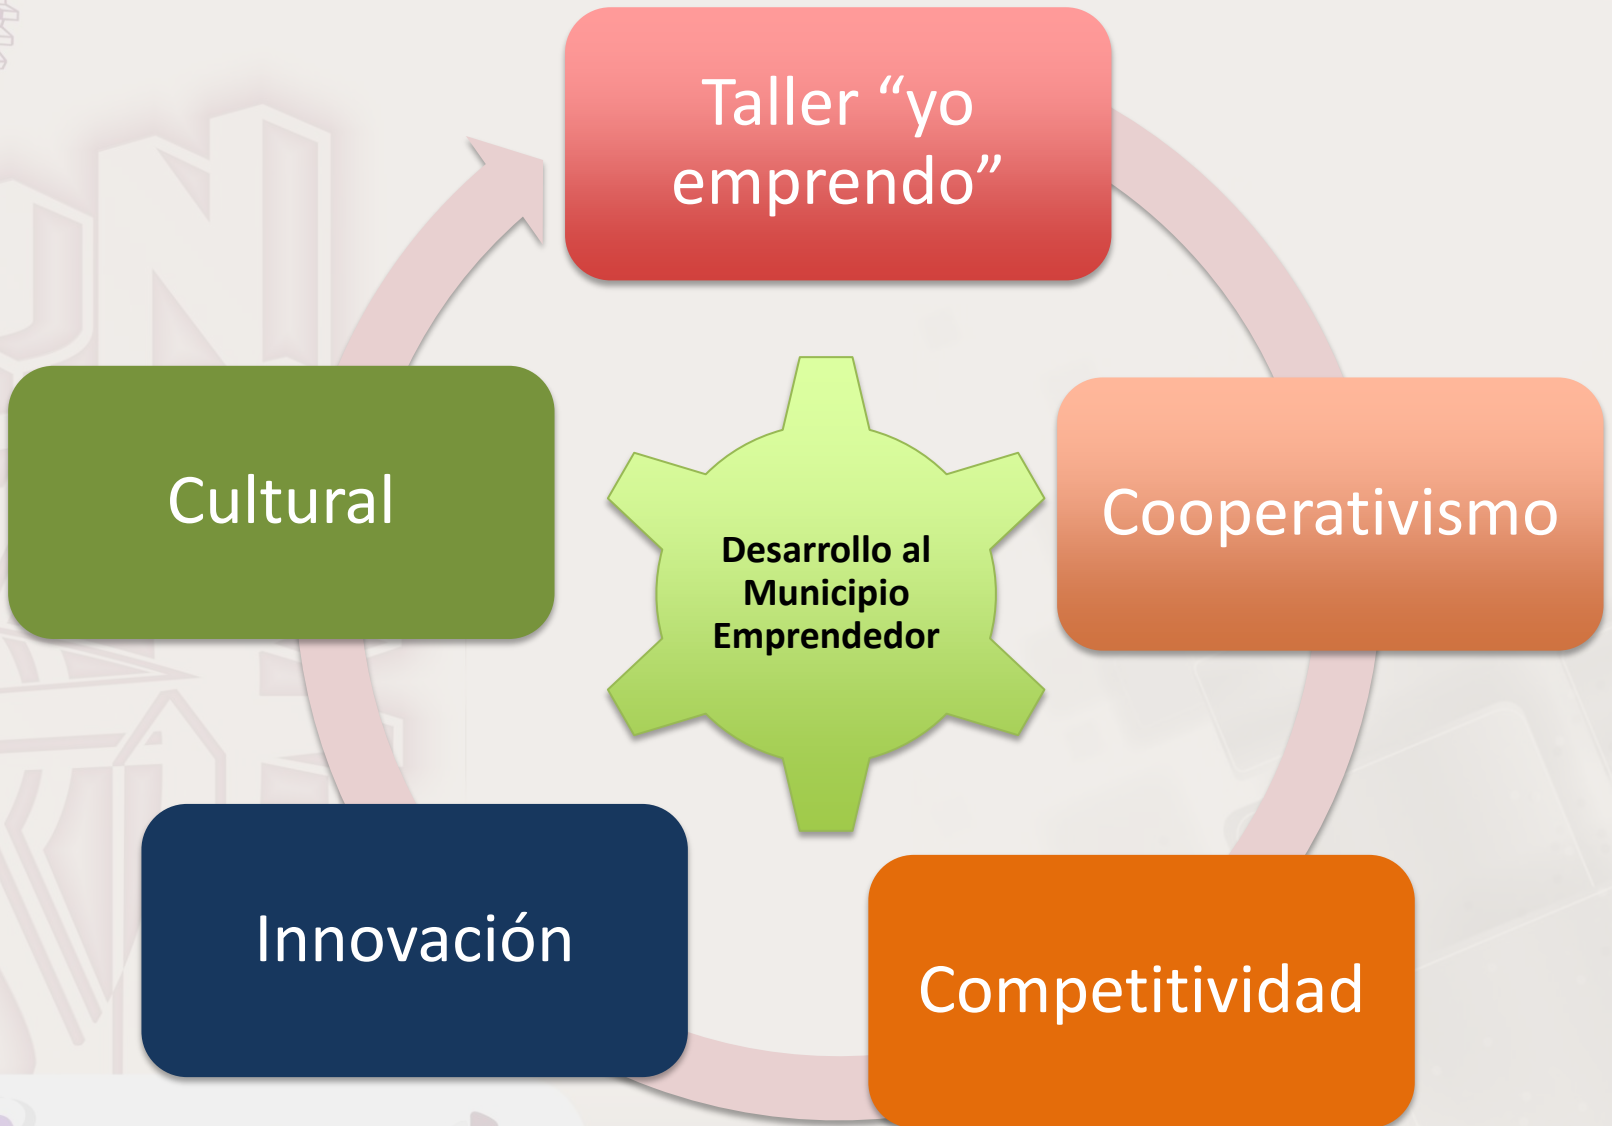 Taller “yo
emprendo”
Cultural
Cooperativismo
Desarrollo al
Municipio
Emprendedor
Innovación
Competitividad